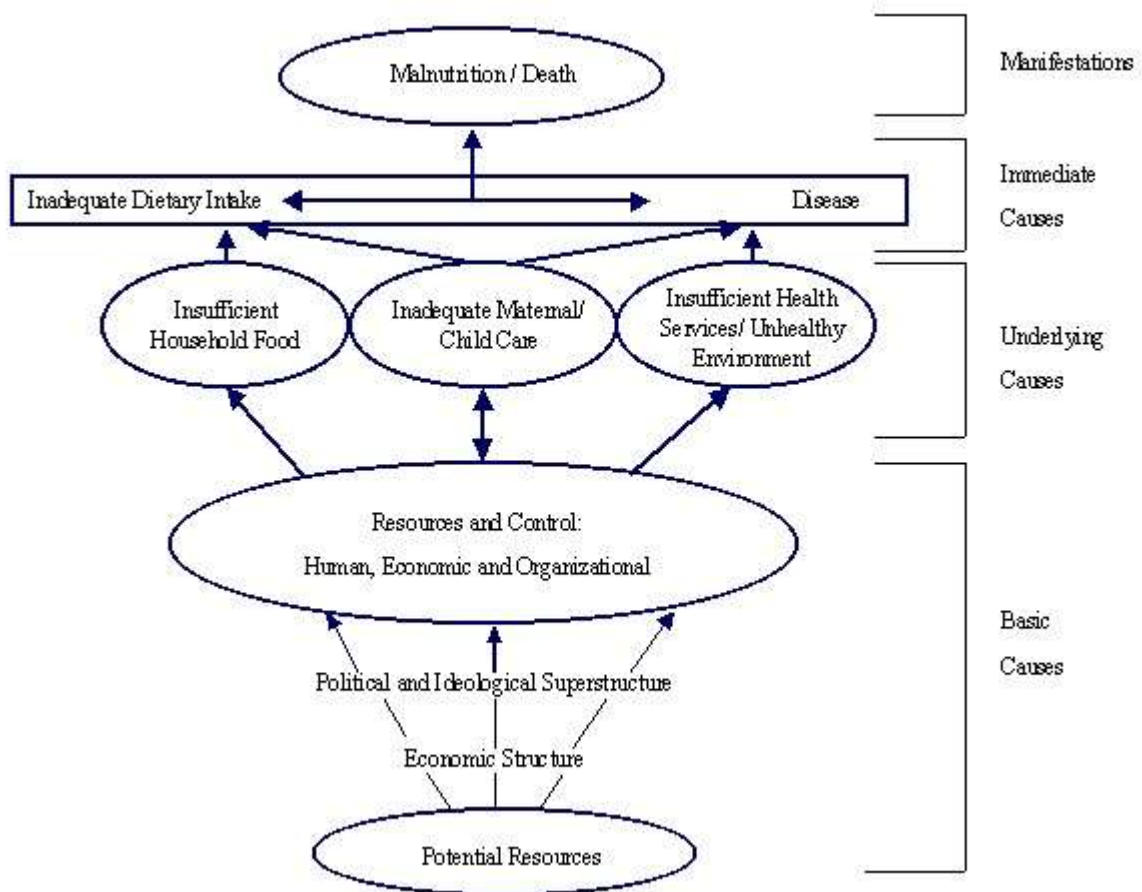 Malnutrition / Death
Manifestations
Inadequate Dietary Intake
Disease
Immediate
Causes
Insufficient
Household Food
Inadequate Maternal/
Child Care
Insufficient Health
Services/ Unhealthy
Environment
Underlying
Causes
Resources and Control:
Human, Economic and Organizational
Political and Ideological Superstructure
Economic Structure
Basic
Causes
Potential Resources